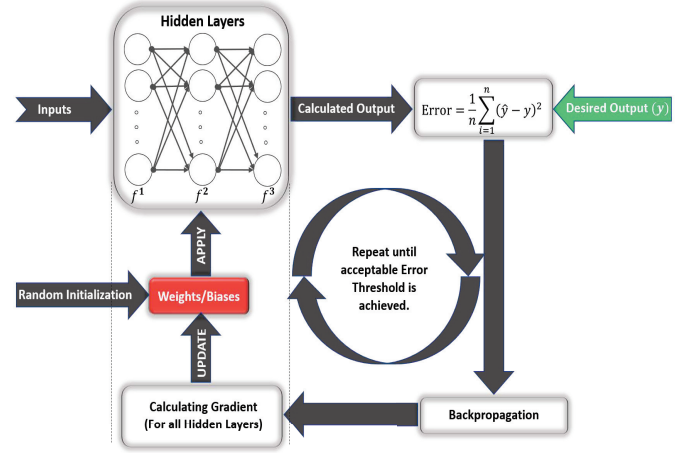 Hidden Layers
f¹ f² f³
Inputs
Calculated Output
Error = 1/n ∑ i=1 n (ŷ − y)²
Desired Output (y)
APPLY
Random Initialization
Weights/Biases
UPDATE
Repeat until
acceptable Error
Threshold is
achieved.
Calculating Gradient
(For all Hidden Layers)
Backpropagation